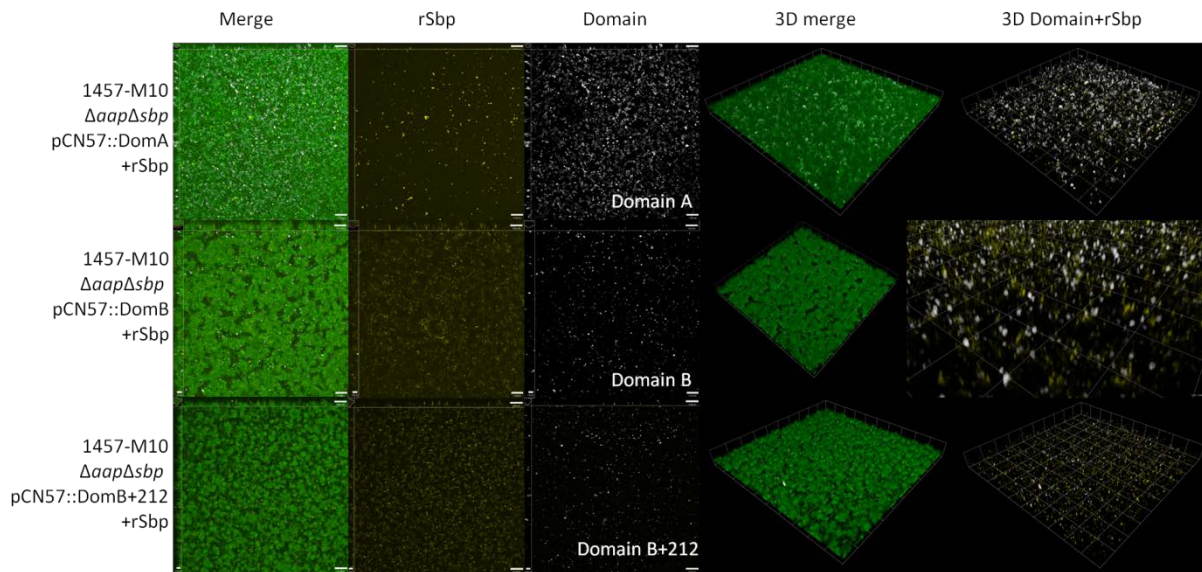 Merge rSbp Domain 3D merge 3D Domain+rSbp
1457-M10
ΔaapΔsbp
pCN57::DomA
+rSbp
Domain A
1457-M10
ΔaapΔsbp
pCN57::DomB
+rSbp
Domain B
1457-M10
ΔaapΔsbp
pCN57::DomB+212
+rSbp
Domain B+212